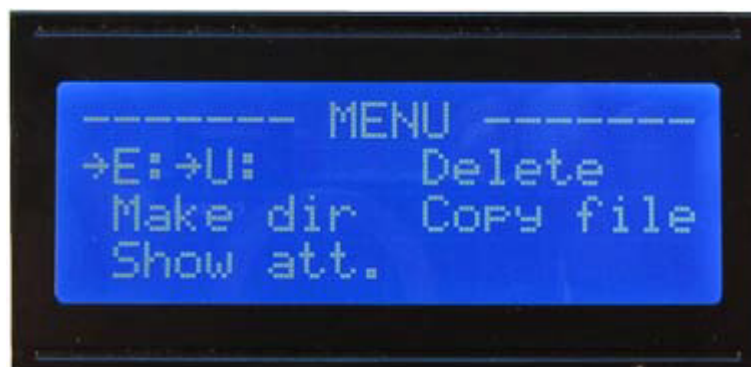 ------- MENU -------
→E:→U: Delete
Make dir Copy file
Show att.